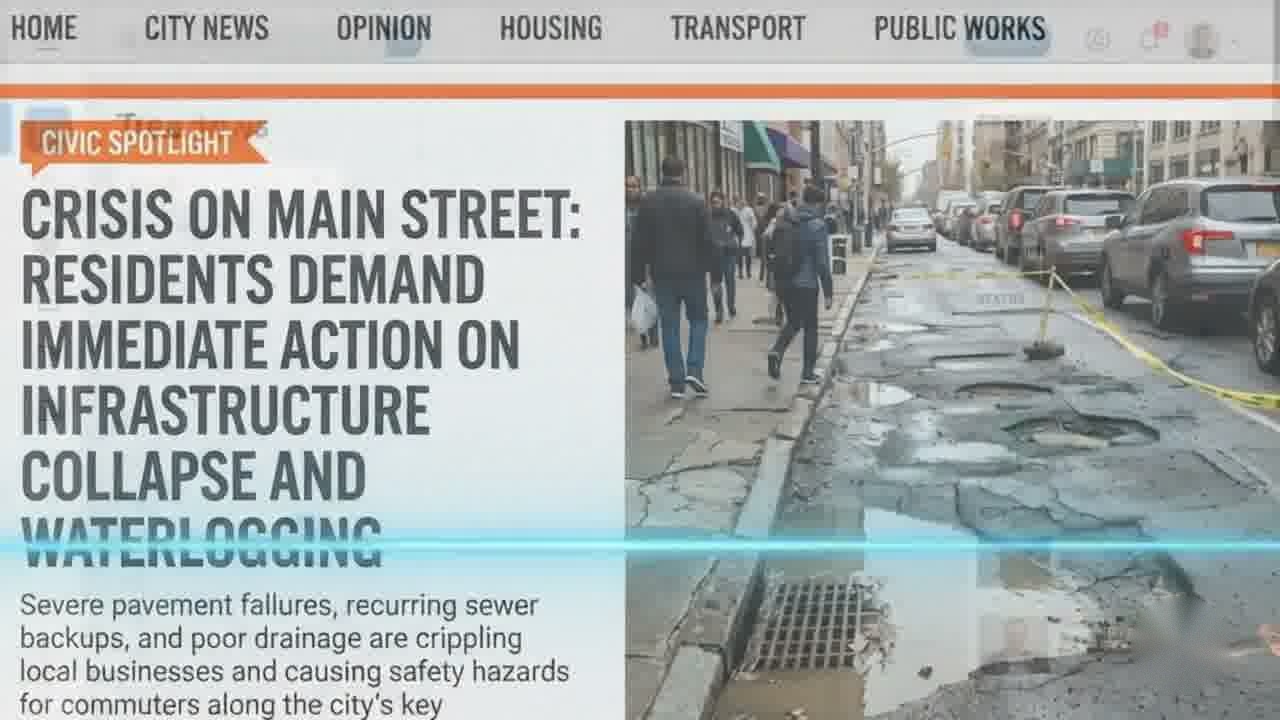 HOME CITY NEWS OPINION HOUSING TRANSPORT PUBLIC WORKS
CIVIC SPOTLIGHT
CRISIS ON MAIN STREET:
RESIDENTS DEMAND
IMMEDIATE ACTION ON
INFRASTRUCTURE
COLLAPSE AND
WATERLOGGING
Severe pavement fallures, recurring sewer
backups, and poor drainage are crippling
local businesses and causing safety hazards
for commuters along the city's key